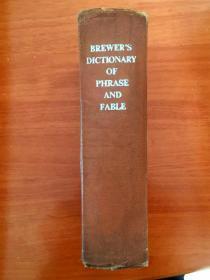 BREWER'S
DICTIONARY
OF
PHRASE
AND
FABLE